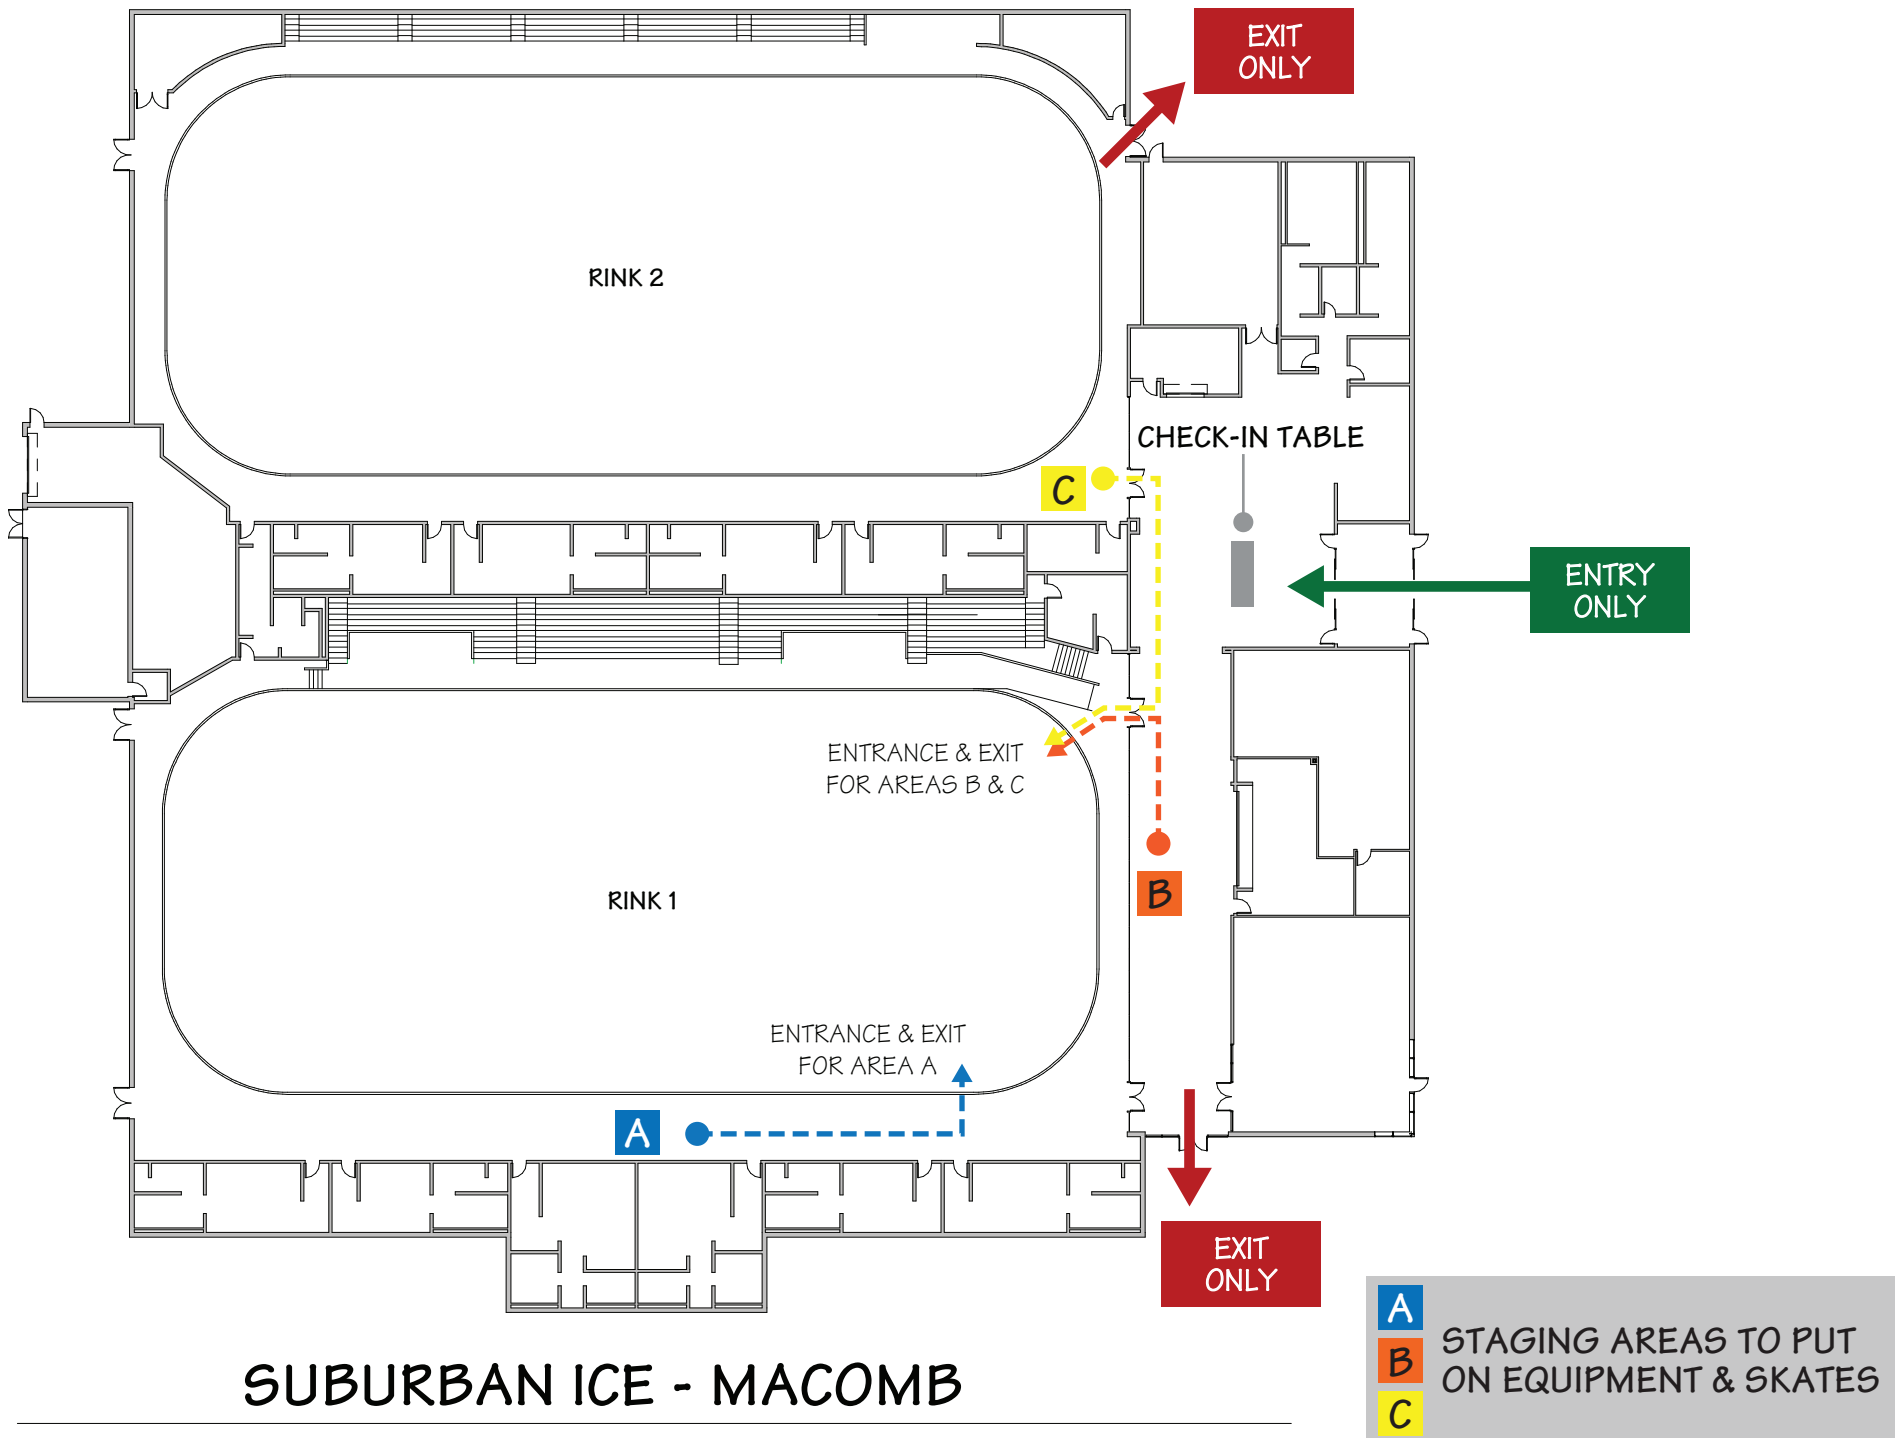 EXIT
ONLY
RINK 2
CHECK-IN TABLE
C
ENTRY
ONLY
ENTRANCE & EXIT
FOR AREAS B & C
B
RINK 1
ENTRANCE & EXIT
FOR AREA A
A
EXIT
ONLY
A
B
C
STAGING AREAS TO PUT
ON EQUIPMENT & SKATES
SUBURBAN ICE - MACOMB